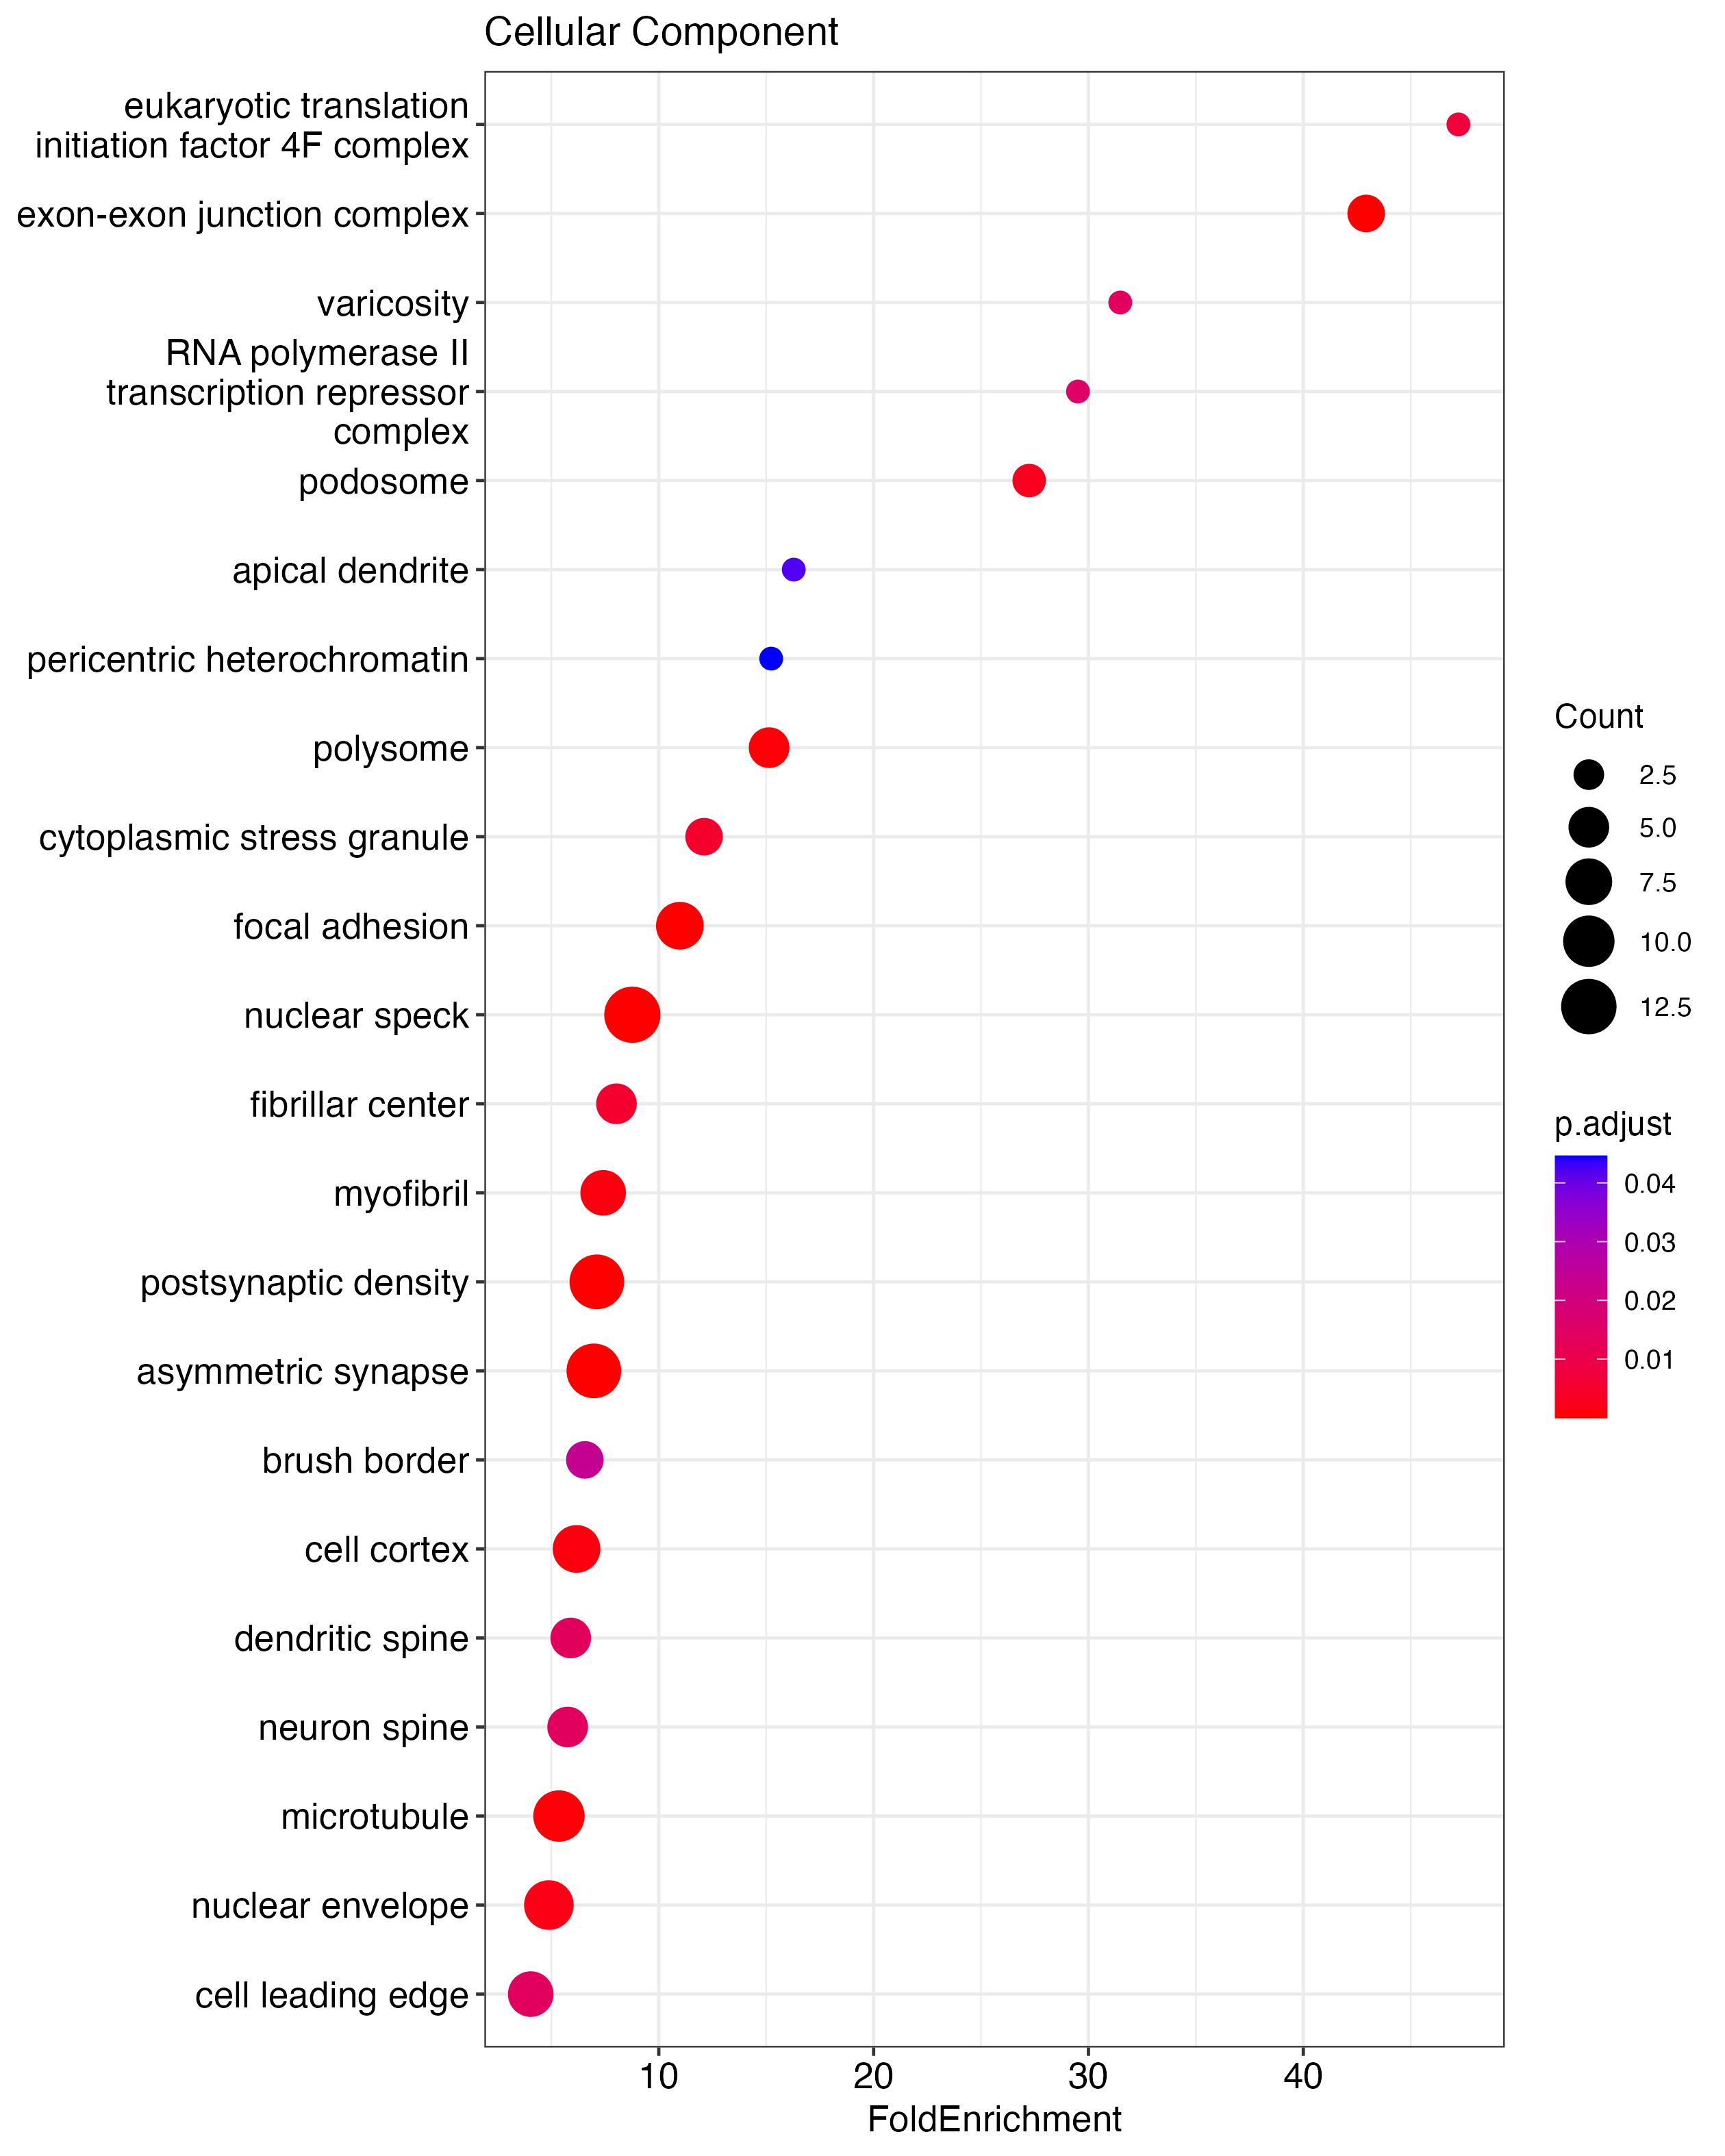 Cellular Component
eukaryotic translation
initiation factor 4F complex
exon-exon junction complex
varicosity
RNA polymerase II
transcription repressor
complex
podosome
apical dendrite
pericentric heterochromatin
polysome
cytoplasmic stress granule
focal adhesion
nuclear speck
fibrillar center
myofibril
postsynaptic density
asymmetric synapse
brush border
cell cortex
dendritic spine
neuron spine
microtubule
nuclear envelope
cell leading edge
10 20 30 40
FoldEnrichment
Count
2.5
5.0
7.5
10.0
12.5
p.adjust
0.04
0.03
0.02
0.01